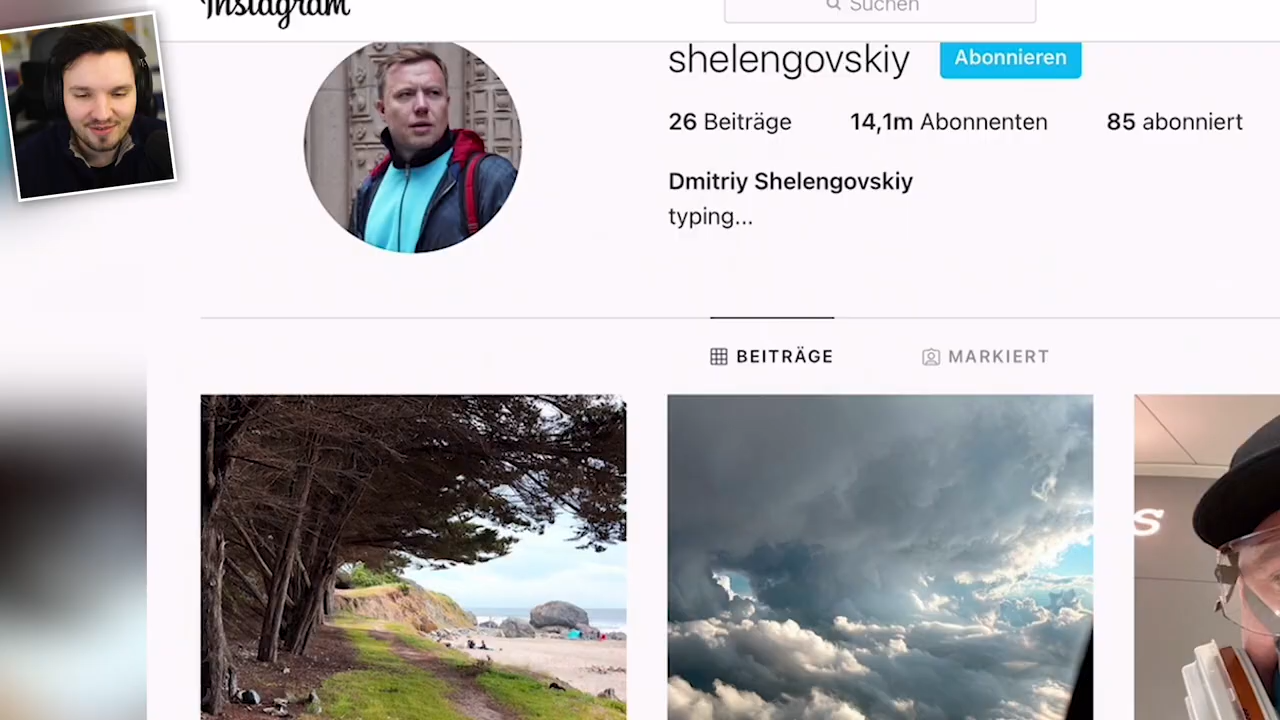 Instagram
Suchen
shelengovskiy
Abonnieren
26 Beiträge
14,1m Abonnenten
85 abonniert
Dmitriy Shelengovskiy
typing...
BEITRÄGE
MARKIERT